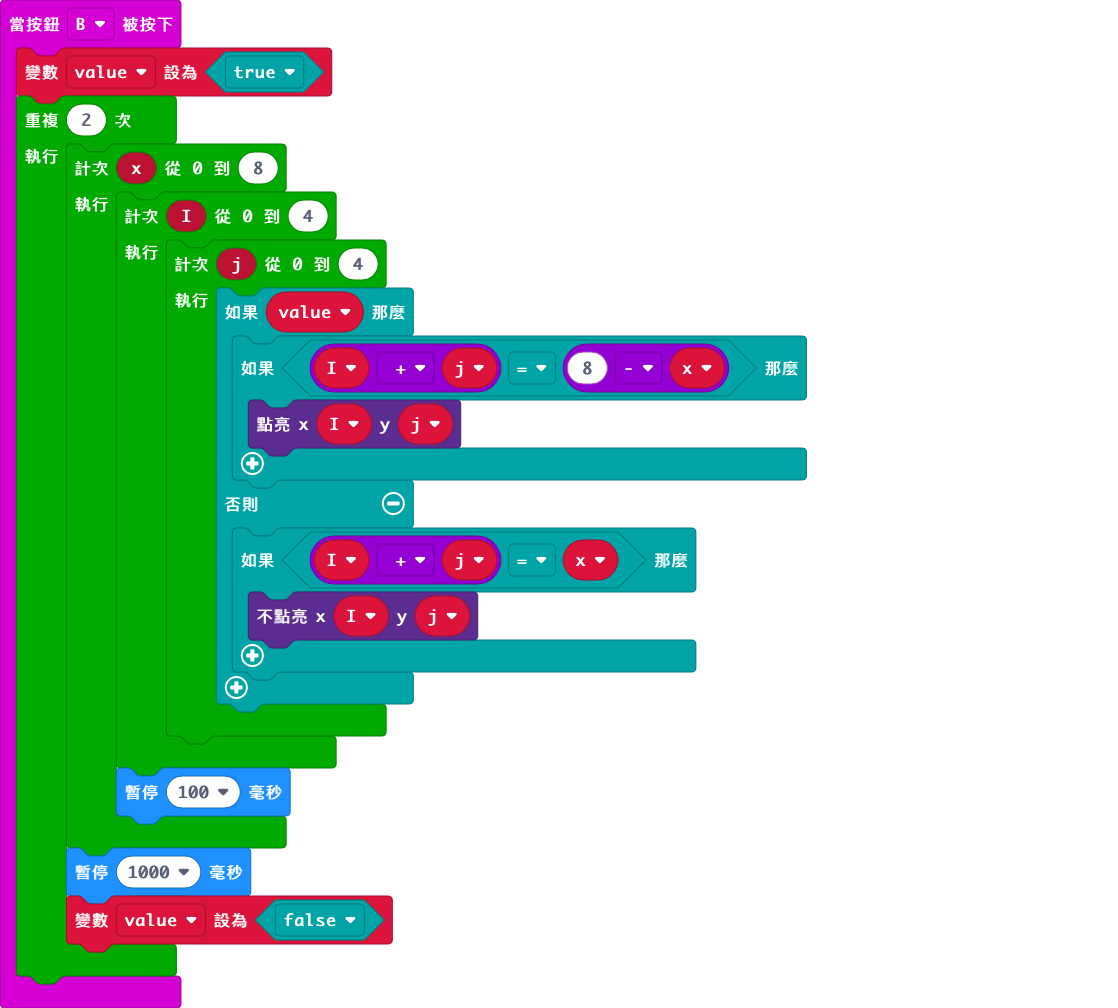 當按鈕 B 被按下
變數 value 設為 true
重複 2 次
執行 計次 x 從 0 到 8
執行 計次 I 從 0 到 4
執行 計次 j 從 0 到 4
執行 如果 value 那麼
如果 I + j = 8 - x 那麼
點亮 x I y j
否則
如果 I + j = x 那麼
不點亮 x I y j
暫停 100 毫秒
暫停 1000 毫秒
變數 value 設為 false